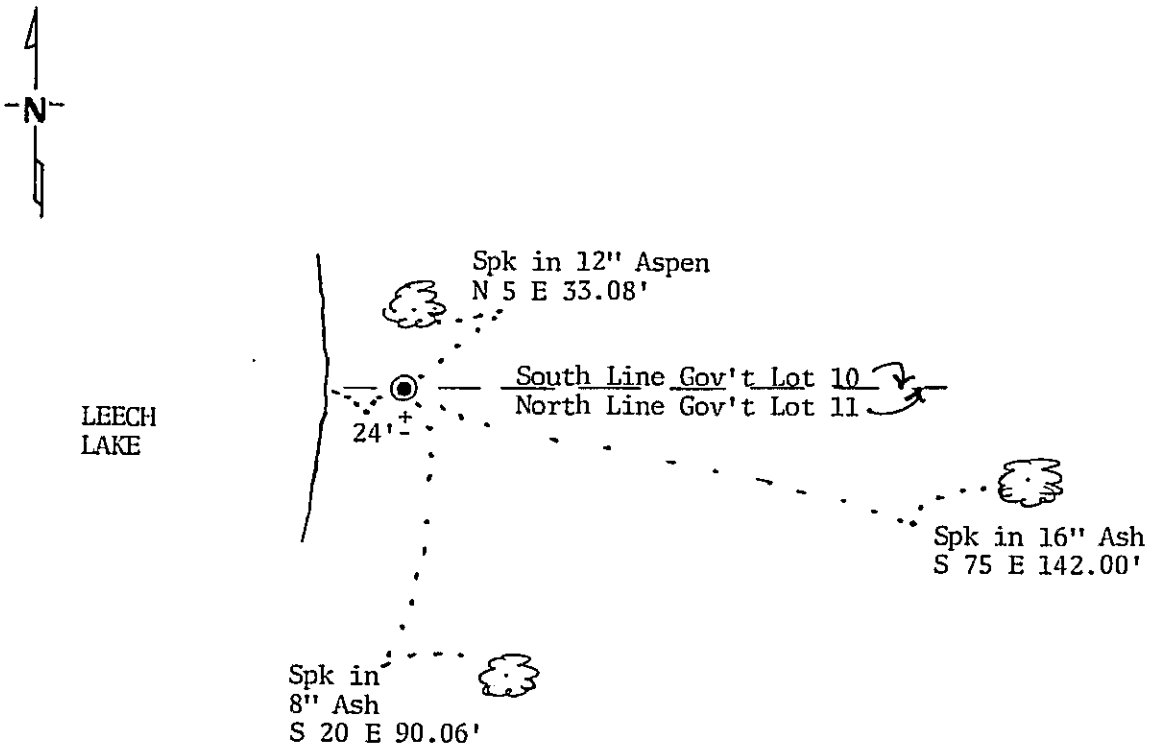 N
Spk in 12" Aspen
N 5 E 33.08'
South Line Gov't Lot 10
North Line Gov't Lot 11
LEECH
LAKE
24'±
Spk in 16" Ash
S 75 E 142.00'
Spk in
8" Ash
S 20 E 90.06'